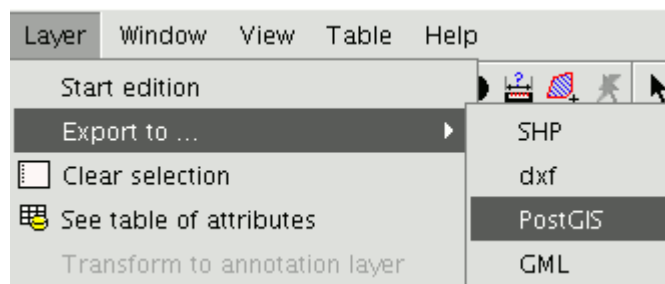 Layer Window View Table Help
Start edition
Export to ...
SHP
Clear selection
dxf
See table of attributes
PostGIS
Transform to annotation layer
GML